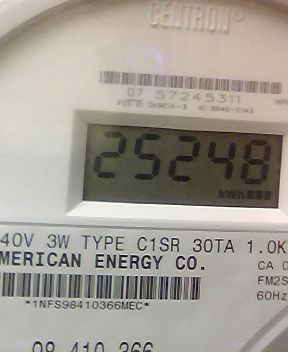 CENTRON
07 57245311
25248
kWh
40V 3W TYPE C1SR 30TA 1.0K
MERICAN ENERGY CO.
CA 0
FM2S
*1NFS98410366MEC*
60Hz
98 410 366